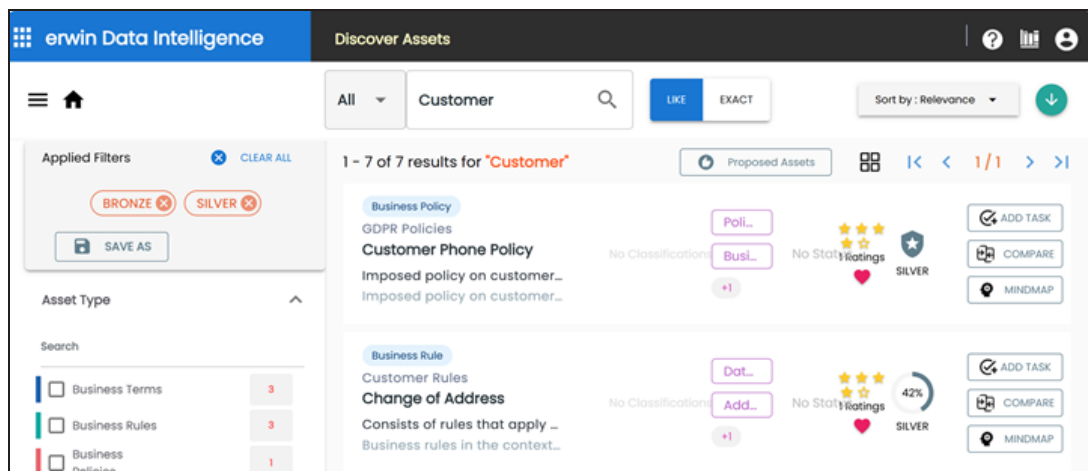 erwin Data Intelligence
Discover Assets
All
Customer
LIKE
EXACT
Sort by : Relevance
Applied Filters
CLEAR ALL
BRONZE
SILVER
SAVE AS
Asset Type
Search
Business Terms 3
Business Rules 3
Business
Policies 1
1 - 7 of 7 results for "Customer"
Proposed Assets
1/1
Business Policy
GDPR Policies
Customer Phone Policy
Imposed policy on customer...
Imposed policy on customer...
No Classifications
Poli...
Busi...
+1
No Stat
1 Ratings
SILVER
ADD TASK
COMPARE
MINDMAP
Business Rule
Customer Rules
Change of Address
Consists of rules that apply ...
Business rules in the context...
No Classifications
Dat...
Add...
+1
No Stat
1 Ratings
42%
SILVER
ADD TASK
COMPARE
MINDMAP